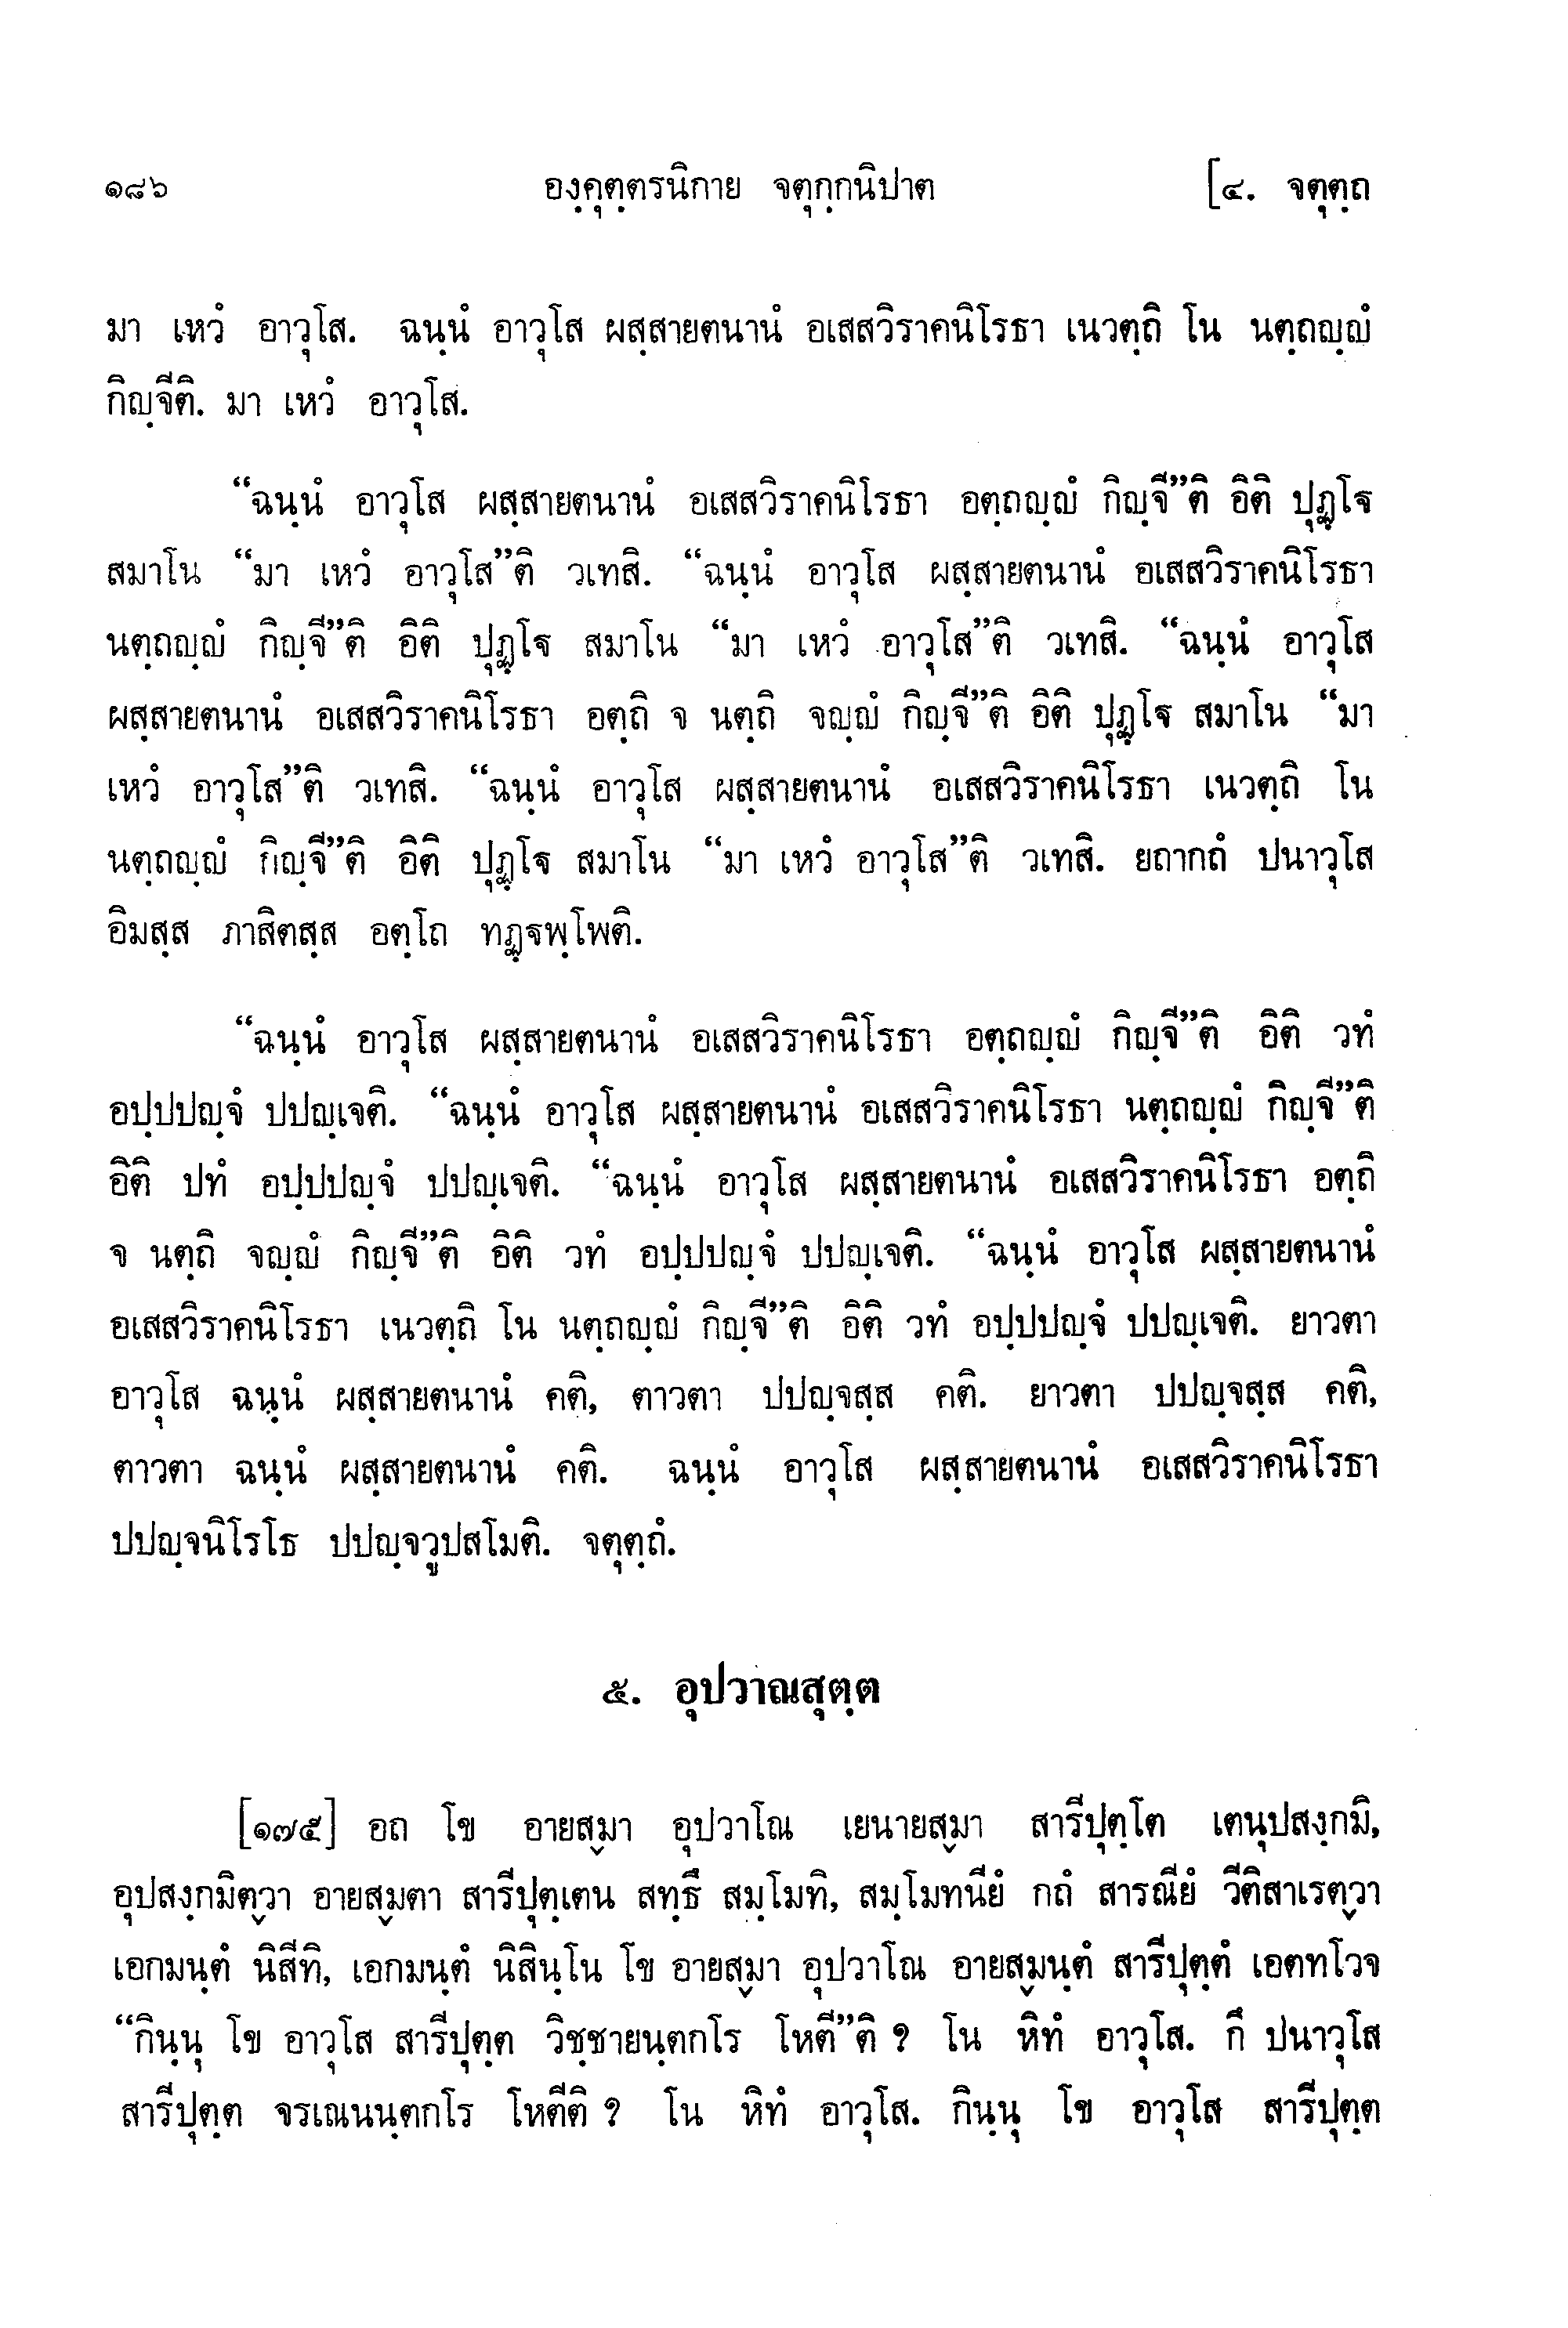 ๑๘๖ องฺคุตฺตรนิกาย จตุกฺกนิปาต [๔. จตุตฺถ
มา เหวํ อาวุโส. ฉนฺนํ อาวุโส ผสฺสายตนานํ อเสสวิราคนิโรธา เนวตฺถิ โน นตฺถญฺญํ
กิญฺจีติ. มา เหวํ อาวุโส.
“ฉนฺนํ อาวุโส ผสฺสายตนานํ อเสสวิราคนิโรธา อตฺถญฺญํ กิญฺจี”ติ อิติ ปุฏฺโฐ
สมาโน “มา เหวํ อาวุโส”ติ วเทสิ. “ฉนฺนํ อาวุโส ผสฺสายตนานํ อเสสวิราคนิโรธา
นตฺถญฺญํ กิญฺจี”ติ อิติ ปุฏฺโฐ สมาโน “มา เหวํ อาวุโส”ติ วเทสิ. “ฉนฺนํ อาวุโส
ผสฺสายตนานํ อเสสวิราคนิโรธา อตฺถิ จ นตฺถิ จญฺญํ กิญฺจี”ติ อิติ ปุฏฺโฐ สมาโน “มา
เหวํ อาวุโส”ติ วเทสิ. “ฉนฺนํ อาวุโส ผสฺสายตนานํ อเสสวิราคนิโรธา เนวตฺถิ โน
นตฺถญฺญํ กิญฺจี”ติ อิติ ปุฏฺโฐ สมาโน “มา เหวํ อาวุโส”ติ วเทสิ. ยถากถํ ปนาวุโส
อิมสฺส ภาสิตสฺส อตฺโถ ทฏฺฐพฺโพติ.
“ฉนฺนํ อาวุโส ผสฺสายตนานํ อเสสวิราคนิโรธา อตฺถญฺญํ กิญฺจี”ติ อิติ วทํ
อปฺปปญฺจํ ปปญฺเจติ. “ฉนฺนํ อาวุโส ผสฺสายตนานํ อเสสวิราคนิโรธา นตฺถญฺญํ กิญฺจี”ติ
อิติ ปทํ อปฺปปญฺจํ ปปญฺเจติ. “ฉนฺนํ อาวุโส ผสฺสายตนานํ อเสสวิราคนิโรธา อตฺถิ
จ นตฺถิ จญฺญํ กิญฺจี”ติ อิติ วทํ อปฺปปญฺจํ ปปญฺเจติ. “ฉนฺนํ อาวุโส ผสฺสายตนานํ
อเสสวิราคนิโรธา เนวตฺถิ โน นตฺถญฺญํ กิญฺจี”ติ อิติ วทํ อปฺปปญฺจํ ปปญฺเจติ. ยาวตา
อาวุโส ฉนฺนํ ผสฺสายตนานํ คติ, ตาวตา ปปญฺจสฺส คติ. ยาวตา ปปญฺจสฺส คติ,
ตาวตา ฉนฺนํ ผสฺสายตนานํ คติ. ฉนฺนํ อาวุโส ผสฺสายตนานํ อเสสวิราคนิโรธา
ปปญฺจนิโรโธ ปปญฺจวูปสโมติ. จตุตฺถํ.
๕. อุปวาณสุตฺต
[๑๗๕] อถ โข อายสฺมา อุปวาโณ เยนายสฺมา สารีปุตฺโต เตนุปสงฺกมิ,
อุปสงฺกมิตฺวา อายสฺมตา สารีปุตฺเตน สทฺธึ สมฺโมทิ, สมฺโมทนียํ กถํ สารณียํ วีติสาเรตฺวา
เอกมนฺตํ นิสีทิ, เอกมนฺตํ นิสินฺโน โข อายสฺมา อุปวาโณ อายสฺมนฺตํ สารีปุตฺตํ เอตทโวจ
“กินฺนุ โข อาวุโส สารีปุตฺต วิชฺชายนฺตกโร โหตี”ติ ? โน หิทํ อาวุโส. กึ ปนาวุโส
สารีปุตฺต จรเณนนฺตกโร โหตีติ ? โน หิทํ อาวุโส. กินฺนุ โข อาวุโส สารีปุตฺต